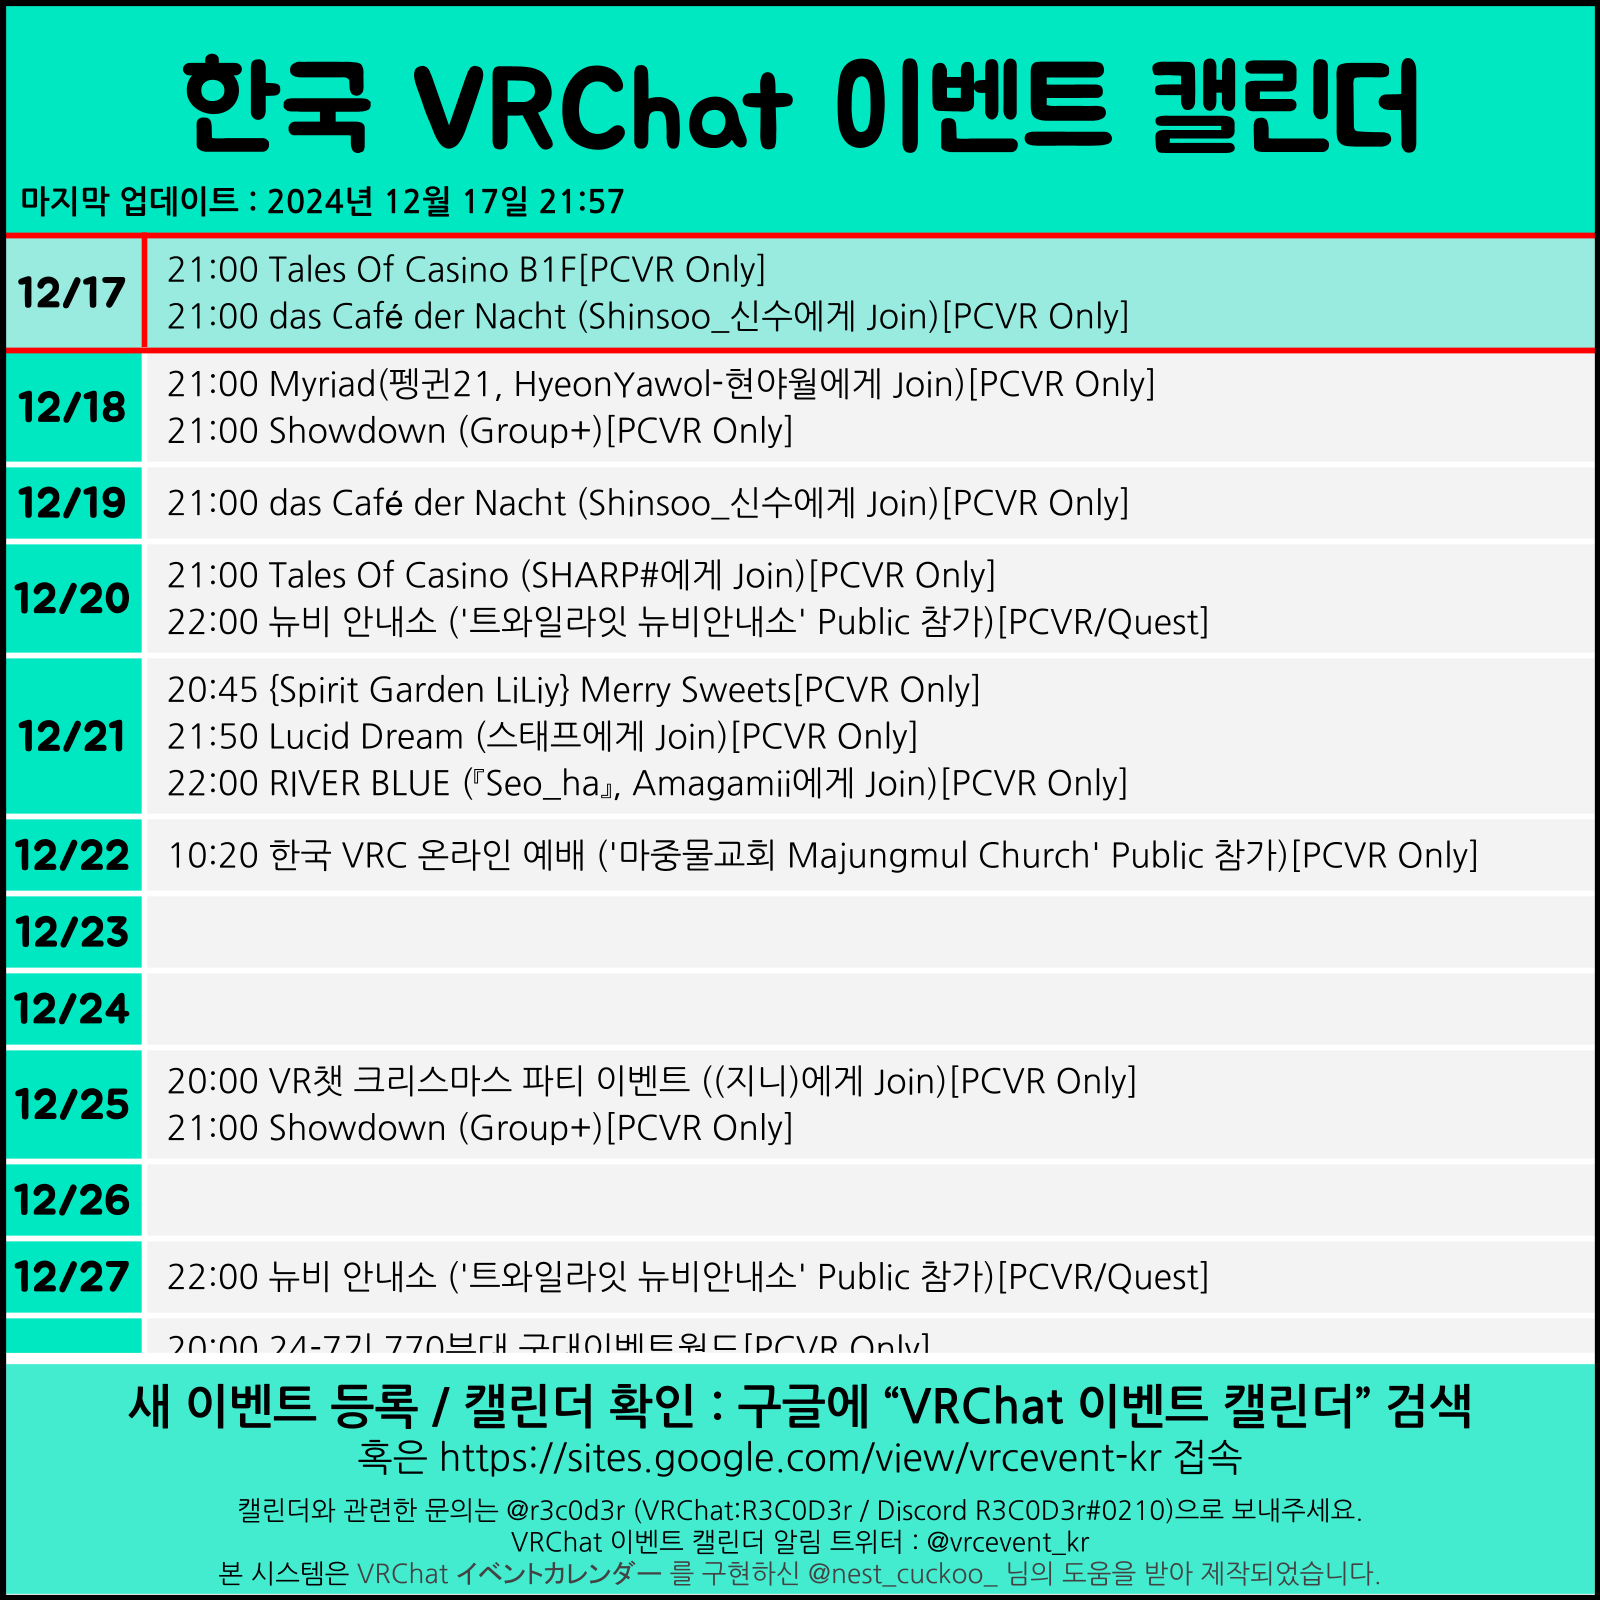 한국 VRChat 이벤트 캘린더
마지막 업데이트 : 2024년 12월 17일 21:57
12/17
21:00 Tales Of Casino B1F[PCVR Only]
21:00 das Café der Nacht (Shinsoo_신수에게 Join)[PCVR Only]
12/18
21:00 Myriad(펭귄21, HyeonYawol-현야월에게 Join)[PCVR Only]
21:00 Showdown (Group+)[PCVR Only]
12/19
21:00 das Café der Nacht (Shinsoo_신수에게 Join)[PCVR Only]
12/20
21:00 Tales Of Casino (SHARP#에게 Join)[PCVR Only]
22:00 뉴비 안내소 ('트와일라잇 뉴비안내소' Public 참가)[PCVR/Quest]
12/21
20:45 {Spirit Garden LiLiy} Merry Sweets[PCVR Only]
21:50 Lucid Dream (스태프에게 Join)[PCVR Only]
22:00 RIVER BLUE (『Seo_ha』, Amagamii에게 Join)[PCVR Only]
12/22
10:20 한국 VRC 온라인 예배 ('마중물교회 Majungmul Church' Public 참가)[PCVR Only]
12/23
12/24
12/25
20:00 VR챗 크리스마스 파티 이벤트 ((지니)에게 Join)[PCVR Only]
21:00 Showdown (Group+)[PCVR Only]
12/26
12/27
22:00 뉴비 안내소 ('트와일라잇 뉴비안내소' Public 참가)[PCVR/Quest]
20:00 24-7기 770부대 군대이벤트월드[PCVR Only]
새 이벤트 등록 / 캘린더 확인 : 구글에 “VRChat 이벤트 캘린더” 검색
혹은 https://sites.google.com/view/vrcevent-kr 접속
캘린더와 관련한 문의는 @r3c0d3r (VRChat:R3C0D3r / Discord R3C0D3r#0210)으로 보내주세요.
VRChat 이벤트 캘린더 알림 트위터 : @vrcevent_kr
본 시스템은 VRChat イベントカレンダー 를 구현하신 @nest_cuckoo_ 님의 도움을 받아 제작되었습니다.